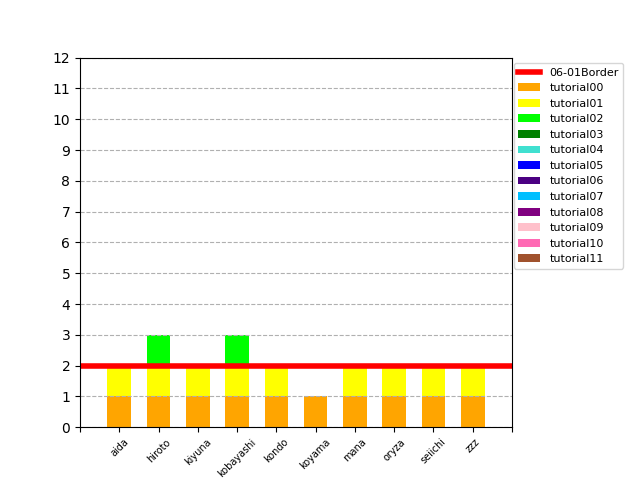 12
11
10
9
8
7
6
5
4
3
2
1
0
aida
hiroto
kiyuna
kobayashi
kondo
koyama
mana
oryza
seiichi
zzz
06-01Border
tutorial00
tutorial01
tutorial02
tutorial03
tutorial04
tutorial05
tutorial06
tutorial07
tutorial08
tutorial09
tutorial10
tutorial11